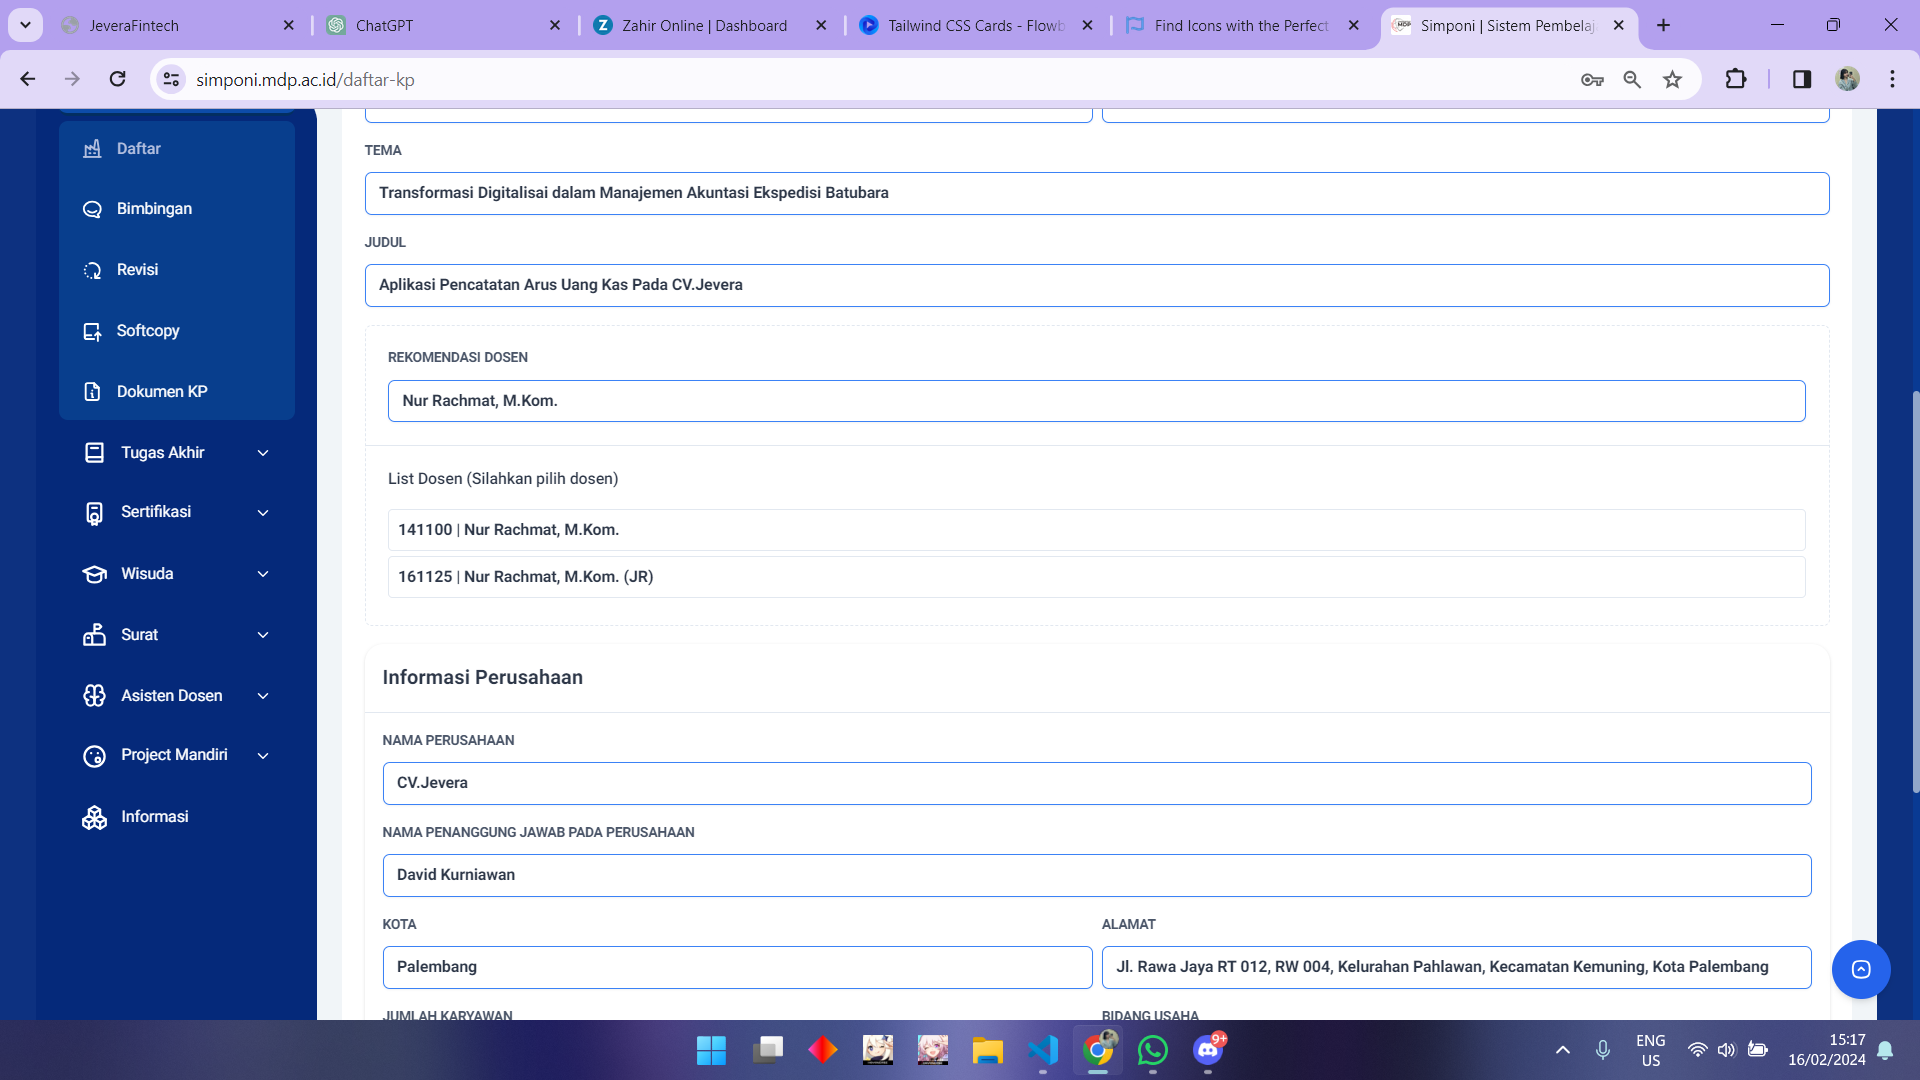 JeveraFintech
ChatGPT
Zahir Online | Dashboard
Tailwind CSS Cards - Flowb
Find Icons with the Perfect
Simponi | Sistem Pembelaj
simponi.mdp.ac.id/daftar-kp
Daftar
Bimbingan
Revisi
Softcopy
Dokumen KP
Tugas Akhir
Sertifikasi
Wisuda
Surat
Asisten Dosen
Project Mandiri
Informasi
TEMA
Transformasi Digitalisai dalam Manajemen Akuntasi Ekspedisi Batubara
JUDUL
Aplikasi Pencatatan Arus Uang Kas Pada CV.Jevera
REKOMENDASI DOSEN
Nur Rachmat, M.Kom.
List Dosen (Silahkan pilih dosen)
141100 | Nur Rachmat, M.Kom.
161125 | Nur Rachmat, M.Kom. (JR)
Informasi Perusahaan
NAMA PERUSAHAAN
CV.Jevera
NAMA PENANGGUNG JAWAB PADA PERUSAHAAN
David Kurniawan
KOTA
ALAMAT
Palembang
Jl. Rawa Jaya RT 012, RW 004, Kelurahan Pahlawan, Kecamatan Kemuning, Kota Palembang
JUMLAH KARYAWAN
BIDANG USAHA
9+
ENG
US
15:17
16/02/2024